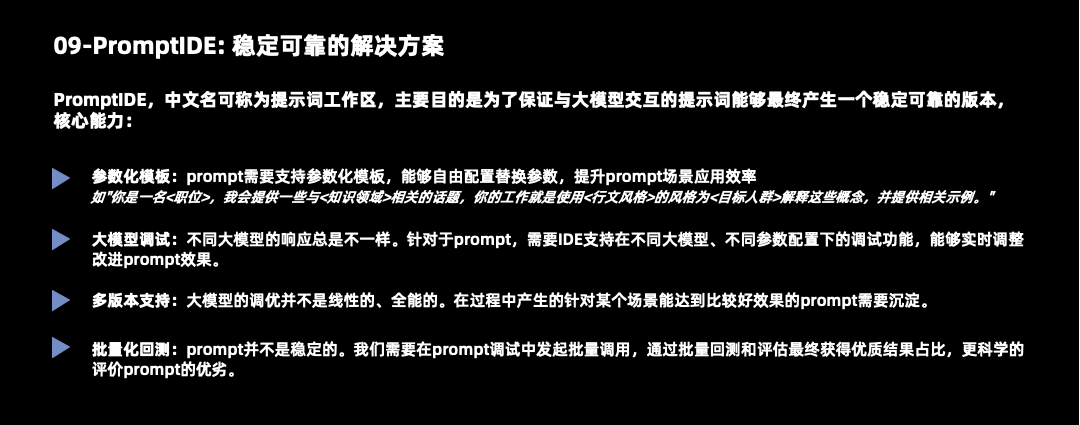 09-PromptIDE: 稳定可靠的解决方案
PromptIDE，中文名可称为提示词工作区，主要目的是为了保证与大模型交互的提示词能够最终产生一个稳定可靠的版本，
核心能力：
参数化模板：prompt需要支持参数化模板，能够自由配置替换参数，提升prompt场景应用效率
如"你是一名<职位>，我会提供一些与<知识领域>相关的话题，你的工作就是使用<行文风格>的风格为<目标人群>解释这些概念，并提供相关示例。"
大模型调试：不同大模型的响应总是不一样。针对于prompt，需要IDE支持在不同大模型、不同参数配置下的调试功能，能够实时调整
改进prompt效果。
多版本支持：大模型的调优并不是线性的、全能的。在过程中产生的针对某个场景能达到比较好效果的prompt需要沉淀。
批量化回测：prompt并不是稳定的。我们需要在prompt调试中发起批量调用，通过批量回测和评估最终获得优质结果占比，更科学的
评价prompt的优劣。